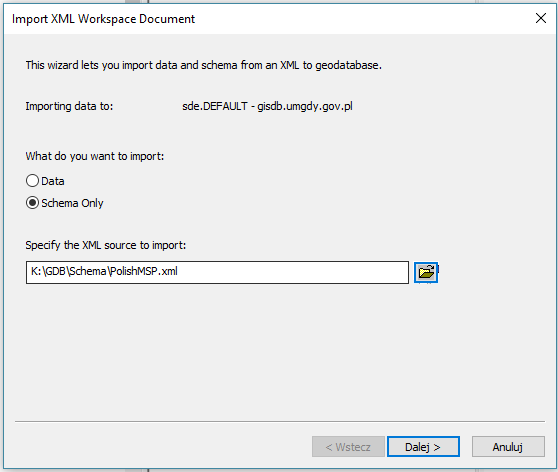 Import XML Workspace Document
This wizard lets you import data and schema from an XML to geodatabase.
Importing data to: sde.DEFAULT - gisdb.umgdy.gov.pl
What do you want to import:
Data
Schema Only
Specify the XML source to import:
K:\GDB\Schema\PolishMSP.xml
< Wstecz Dalej > Anuluj